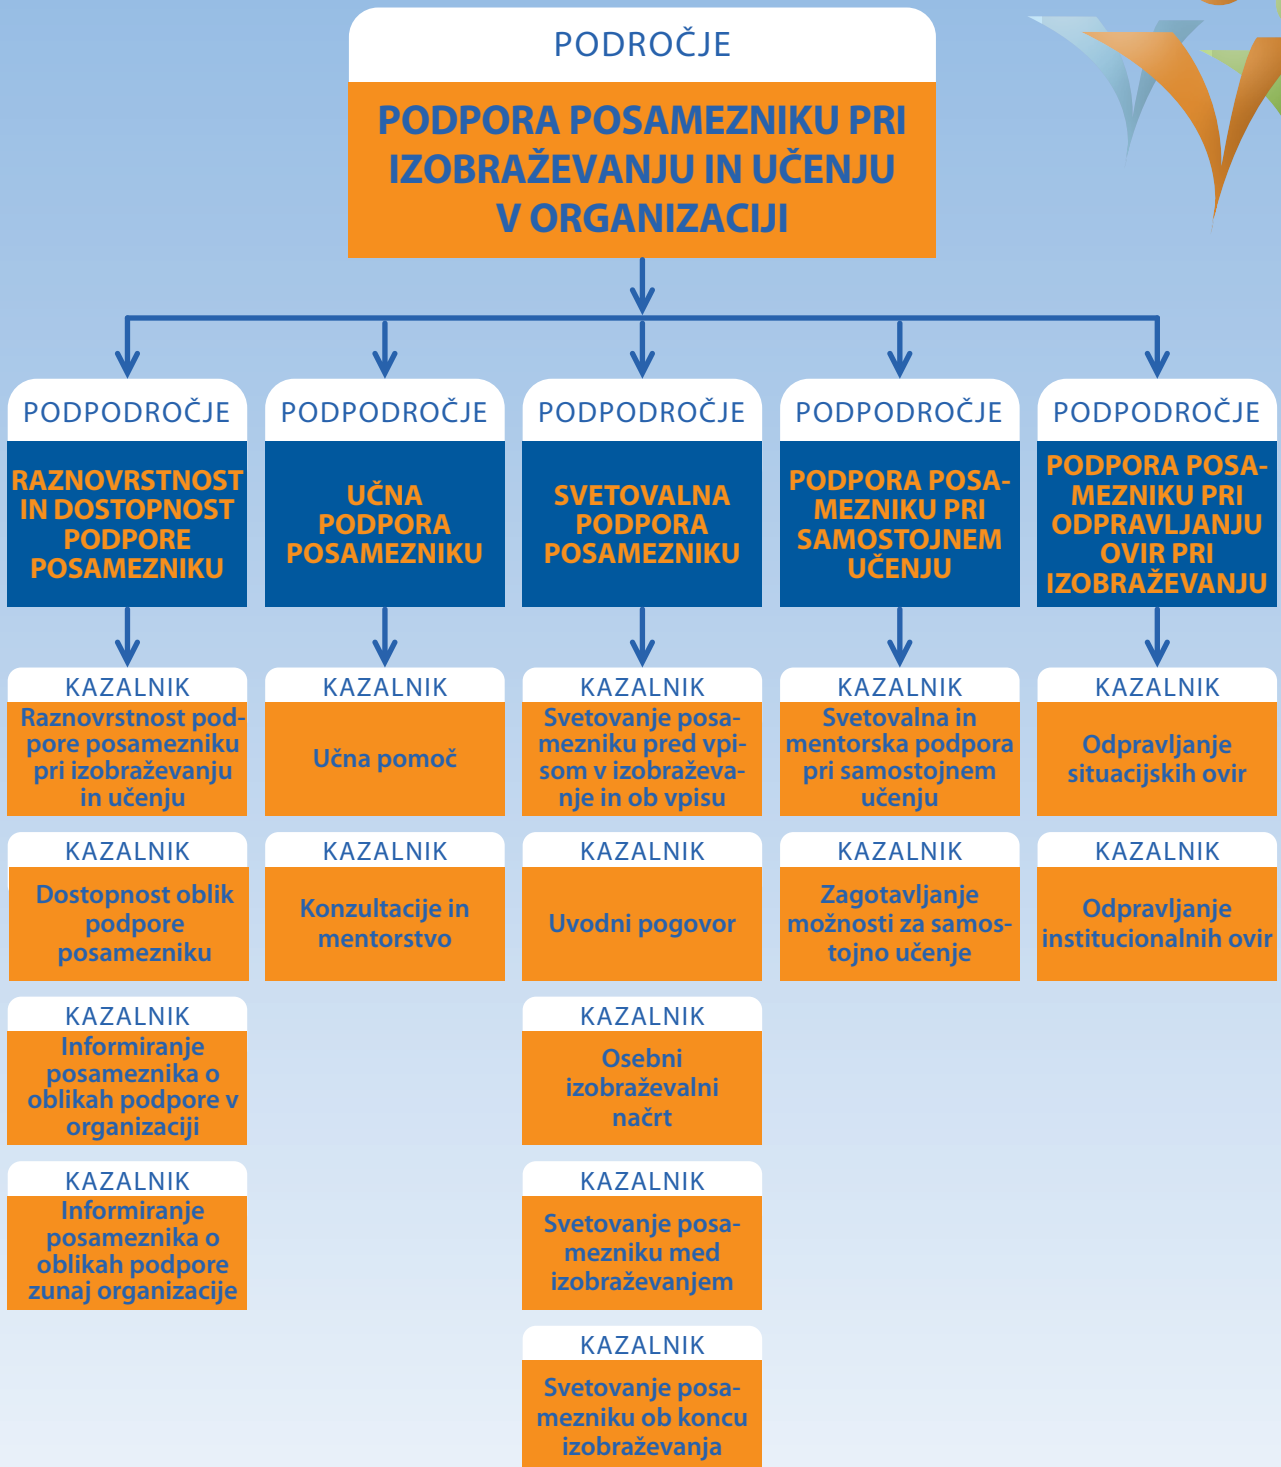 PODROČJE
PODPORA POSAMEZNIKU PRI
IZOBRAŽEVANJU IN UČENJU
V ORGANIZACIJI
PODPODROČJE
RAZNOVRSTNOST
IN DOSTOPNOST
PODPORE
POSAMEZNIKU
KAZALNIK
Raznovrstnost pod-
pore posamezniku
pri izobraževanju
in učenju
KAZALNIK
Dostopnost oblik
podpore
posamezniku
KAZALNIK
Informiranje
posameznika o
oblikah podpore v
organizaciji
KAZALNIK
Informiranje
posameznika o
oblikah podpore
zunaj organizacije
PODPODROČJE
UČNA
PODPORA
POSAMEZNIKU
KAZALNIK
Učna pomoč
KAZALNIK
Konzultacije in
mentorstvo
PODPODROČJE
SVETOVALNA
PODPORA
POSAMEZNIKU
KAZALNIK
Svetovanje posa-
mezniku pred vpi-
som v izobraževa-
nje in ob vpisu
KAZALNIK
Uvodni pogovor
KAZALNIK
Osebni
izobraževalni
načrt
KAZALNIK
Svetovanje posa-
mezniku med
izobraževanjem
KAZALNIK
Svetovanje posa-
mezniku ob koncu
izobraževanja
PODPODROČJE
PODPORA POSA-
MEZNIKU PRI
SAMOSTOJNEM
UČENJU
KAZALNIK
Svetovalna in
mentorska podpora
pri samostojnem
učenju
KAZALNIK
Zagotavljanje
možnosti za samos-
tojno učenje
PODPODROČJE
PODPORA POSA-
MEZNIKU PRI
ODPRAVLJANJU
OVIR PRI
IZOBRAŽEVANJU
KAZALNIK
Odpravljanje
situacijskih ovir
KAZALNIK
Odpravljanje
institucionalnih ovir